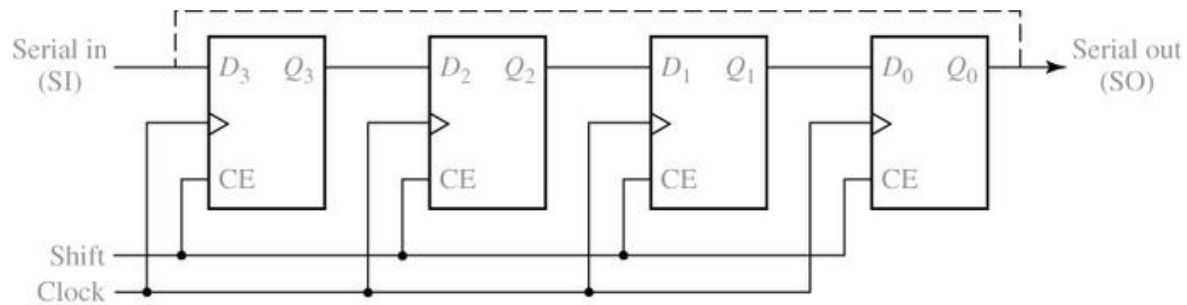 Serial in
(SI)
D₃ Q₃
D₂ Q₂
D₁ Q₁
D₀ Q₀
Serial out
(SO)
CE
CE
CE
CE
Shift
Clock